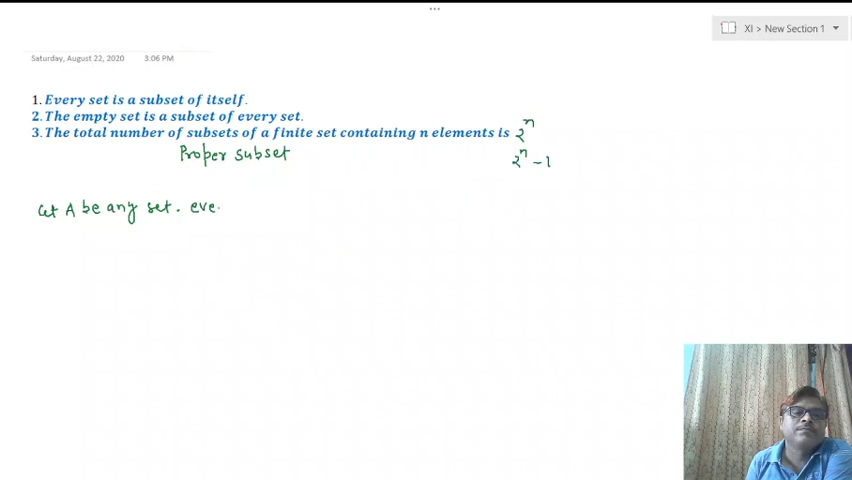 XI > New Section 1
Saturday, August 22, 2020 3:06 PM
1. Every set is a subset of itself.
2. The empty set is a subset of every set.
3. The total number of subsets of a finite set containing n elements is 2^n
Proper subset 2^n - 1
Let A be any set. eve